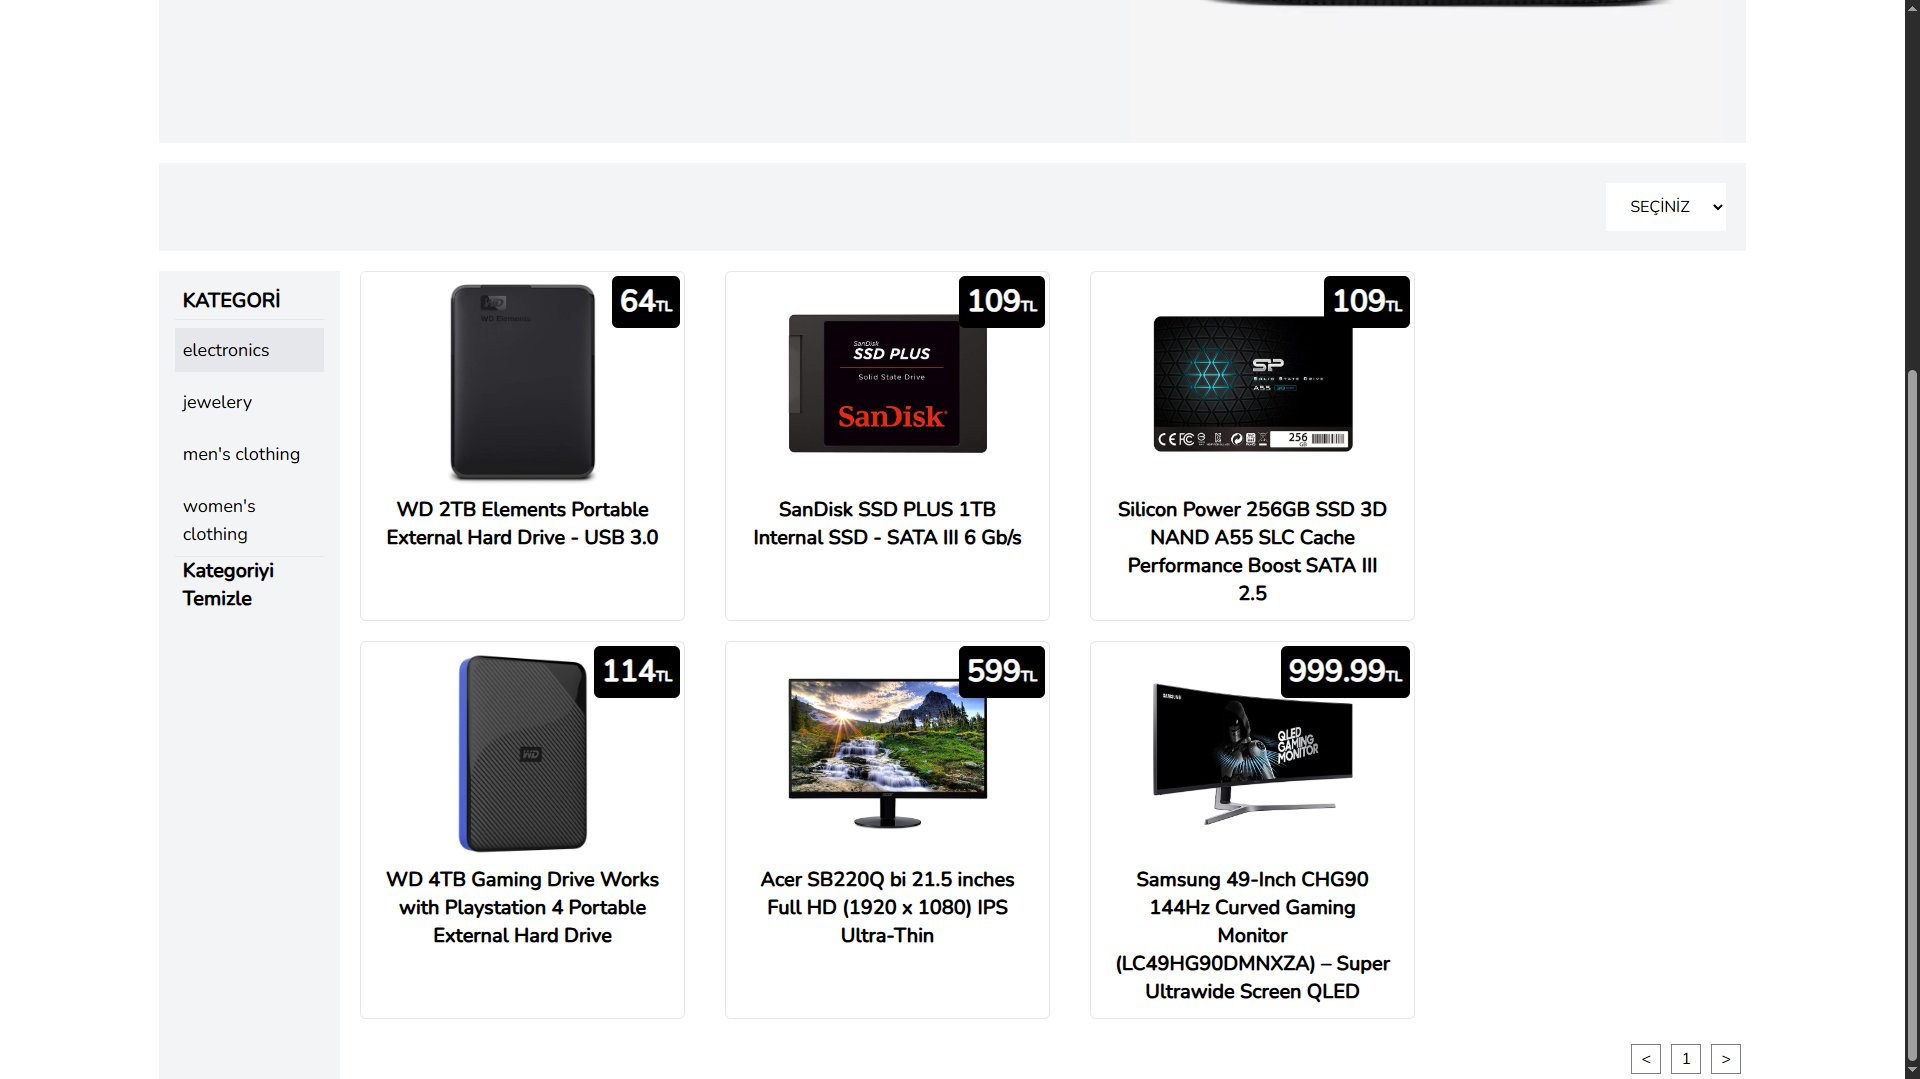 SEÇİNİZ
KATEGORİ
electronics
jewelery
men's clothing
women's
clothing
Kategoriyi
Temizle
64TL
WD
WD Elements
WD 2TB Elements Portable
External Hard Drive - USB 3.0
109TL
SanDisk
SSD PLUS
Solid State Drive
SanDisk
SanDisk SSD PLUS 1TB
Internal SSD - SATA III 6 Gb/s
109TL
SP
SOLID STATE DRIVE
A55
256
GB
Silicon Power 256GB SSD 3D
NAND A55 SLC Cache
Performance Boost SATA III
2.5
114TL
WD
WD 4TB Gaming Drive Works
with Playstation 4 Portable
External Hard Drive
599TL
acer
Acer SB220Q bi 21.5 inches
Full HD (1920 x 1080) IPS
Ultra-Thin
999.99TL
SAMSUNG
QLED
GAMING
MONITOR
Samsung 49-Inch CHG90
144Hz Curved Gaming
Monitor
(LC49HG90DMNXZA) – Super
Ultrawide Screen QLED
< 1 >